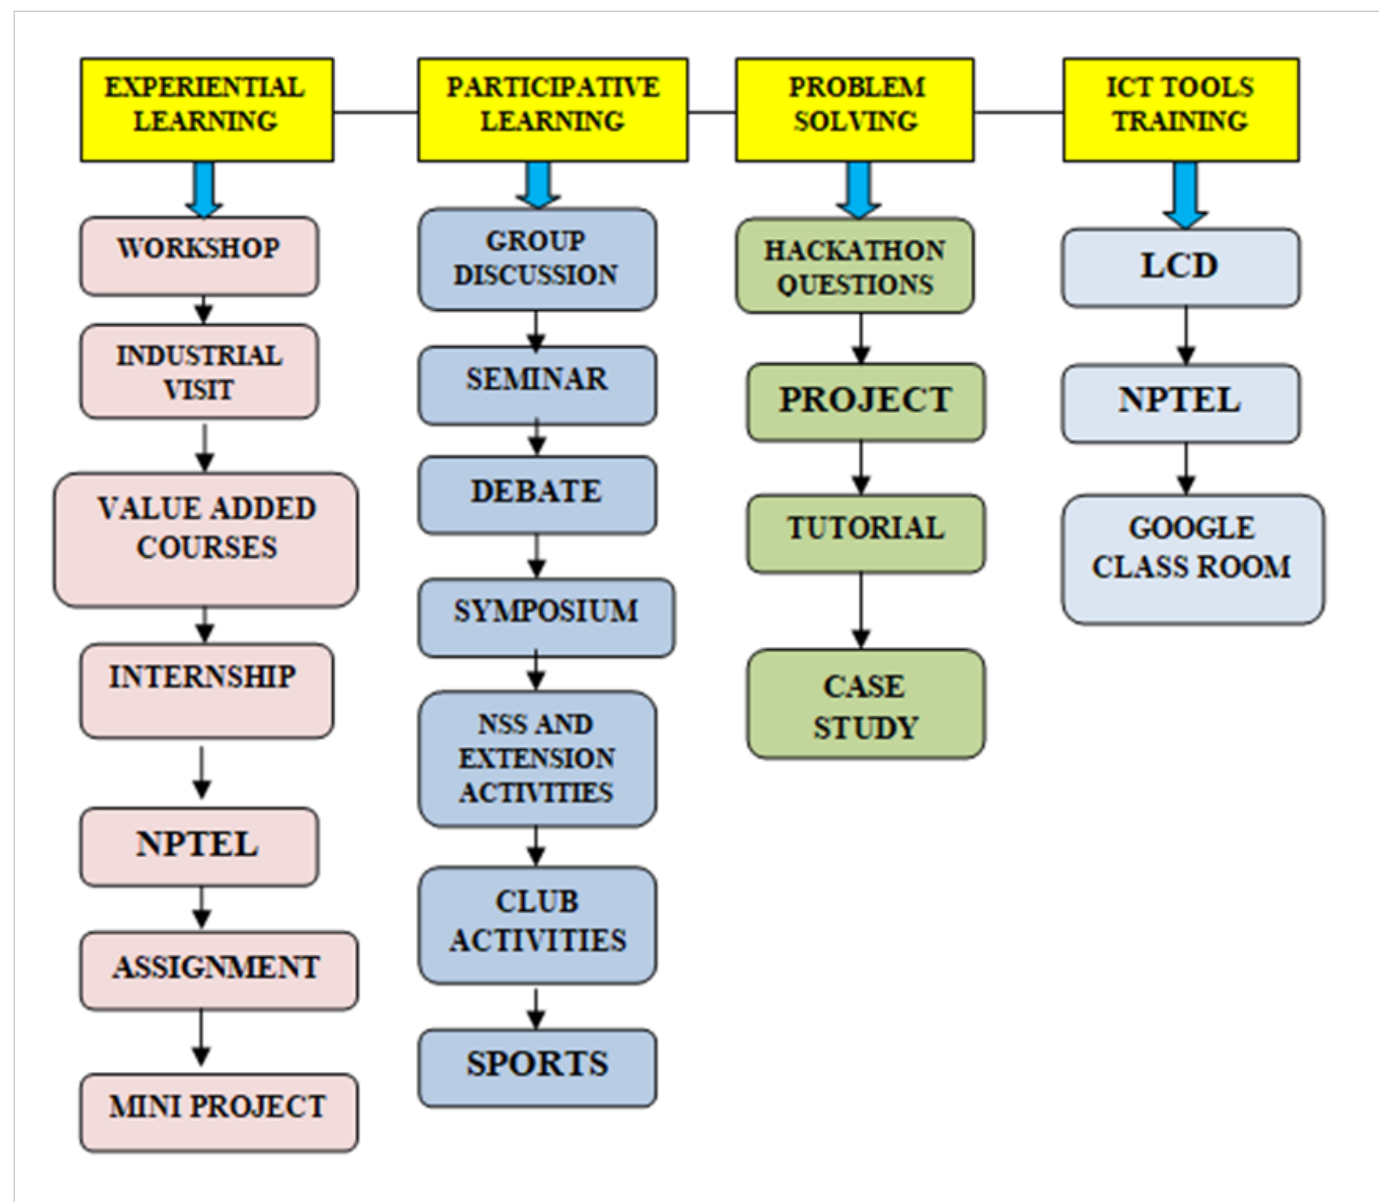 EXPERIENTIAL
LEARNING
PARTICIPATIVE
LEARNING
PROBLEM
SOLVING
ICT TOOLS
TRAINING
WORKSHOP
INDUSTRIAL
VISIT
VALUE ADDED
COURSES
INTERNSHIP
NPTEL
ASSIGNMENT
MINI PROJECT
GROUP
DISCUSSION
SEMINAR
DEBATE
SYMPOSIUM
NSS AND
EXTENSION
ACTIVITIES
CLUB
ACTIVITIES
SPORTS
HACKATHON
QUESTIONS
PROJECT
TUTORIAL
CASE
STUDY
LCD
NPTEL
GOOGLE
CLASS ROOM